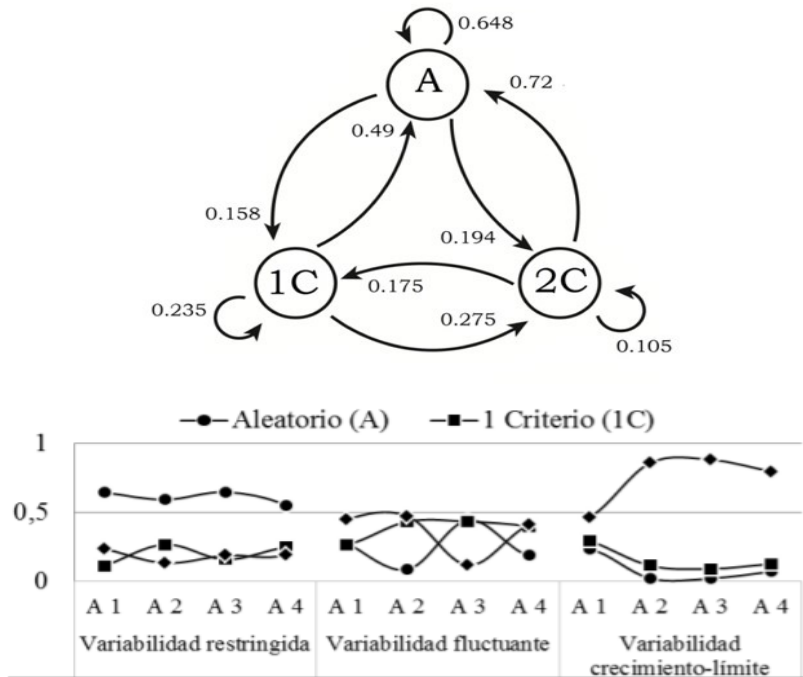 0.648
A
0.72
0.49
0.158
0.194
1C
2C
0.175
0.235
0.275
0.105
Aleatorio (A) 1 Criterio (1C)
1
0,5
0
A 1 A 2 A 3 A 4 A 1 A 2 A 3 A 4 A 1 A 2 A 3 A 4
Variabilidad restringida Variabilidad fluctuante Variabilidad
crecimiento-límite